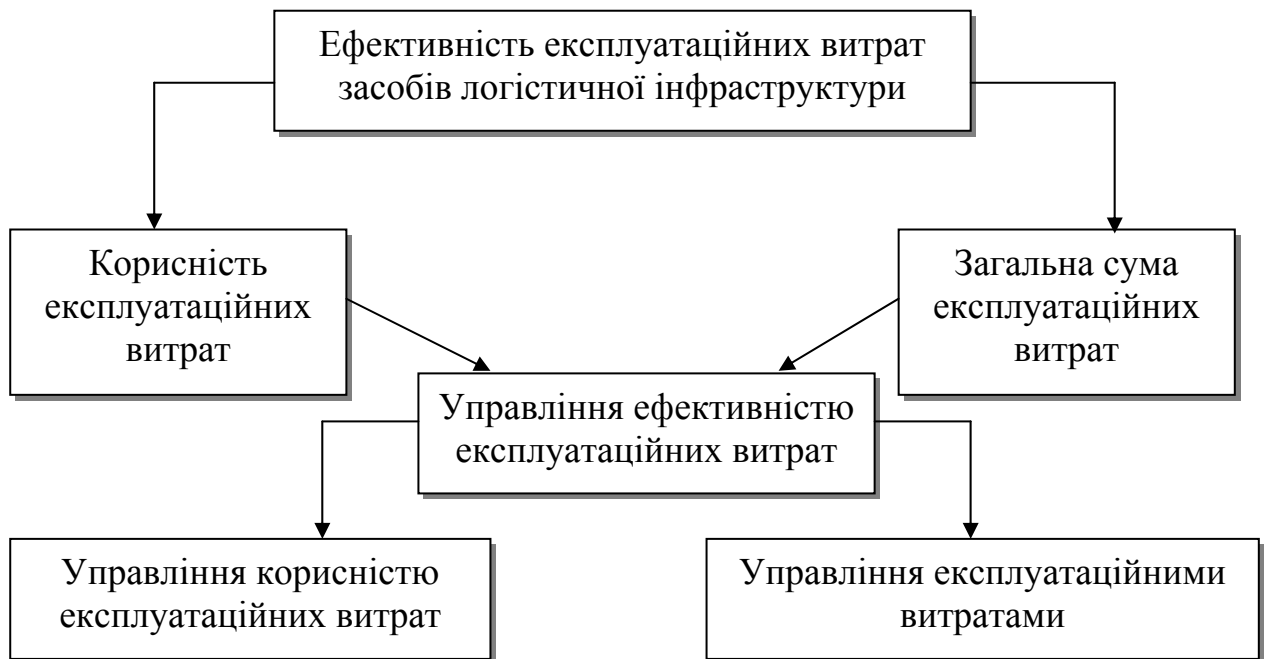 Ефективність експлуатаційних витрат
засобів логістичної інфраструктури
Корисність
експлуатаційних
витрат
Загальна сума
експлуатаційних
витрат
Управління ефективністю
експлуатаційних витрат
Управління корисністю
експлуатаційних витрат
Управління експлуатаційними
витратами